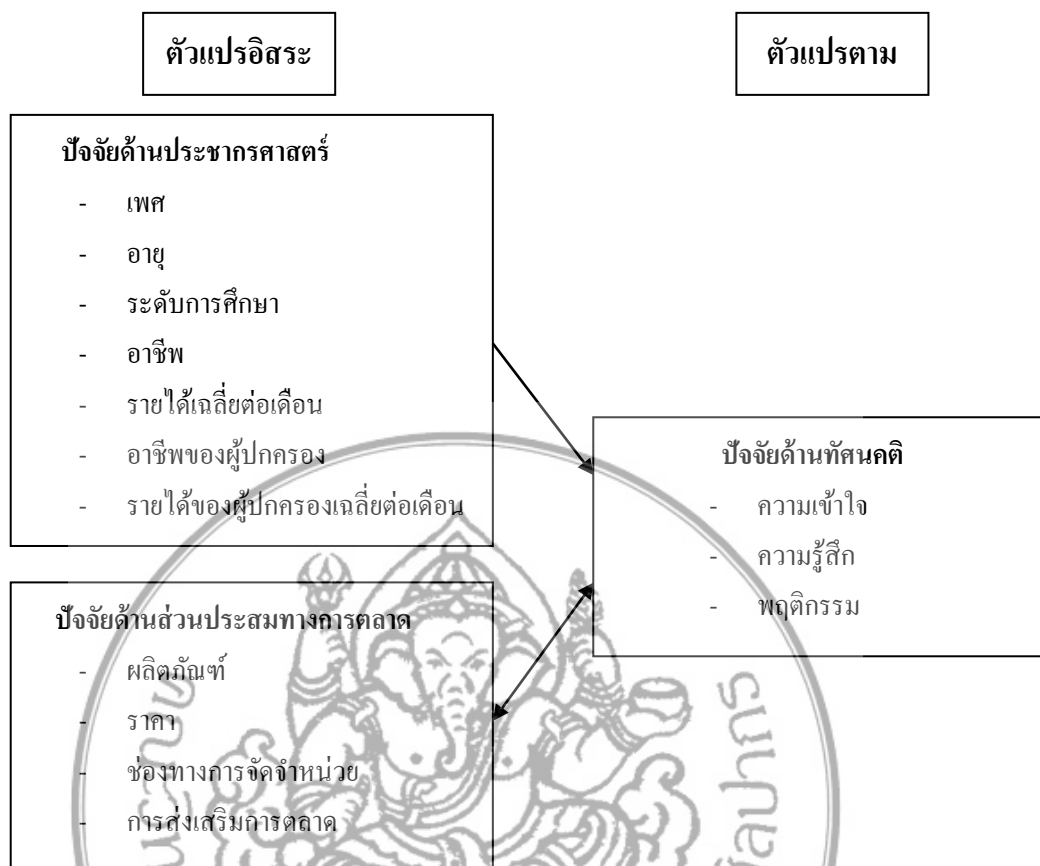 ตัวแปรอิสระ
ตัวแปรตาม
ปัจจัยด้านประชากรศาสตร์
- เพศ
- อายุ
- ระดับการศึกษา
- อาชีพ
- รายได้เฉลี่ยต่อเดือน
- อาชีพของผู้ปกครอง
- รายได้ของผู้ปกครองเฉลี่ยต่อเดือน
ปัจจัยด้านทัศนคติ
- ความเข้าใจ
- ความรู้สึก
- พฤติกรรม
ปัจจัยด้านส่วนประสมทางการตลาด
- ผลิตภัณฑ์
- ราคา
- ช่องทางการจัดจำหน่าย
- การส่งเสริมการตลาด